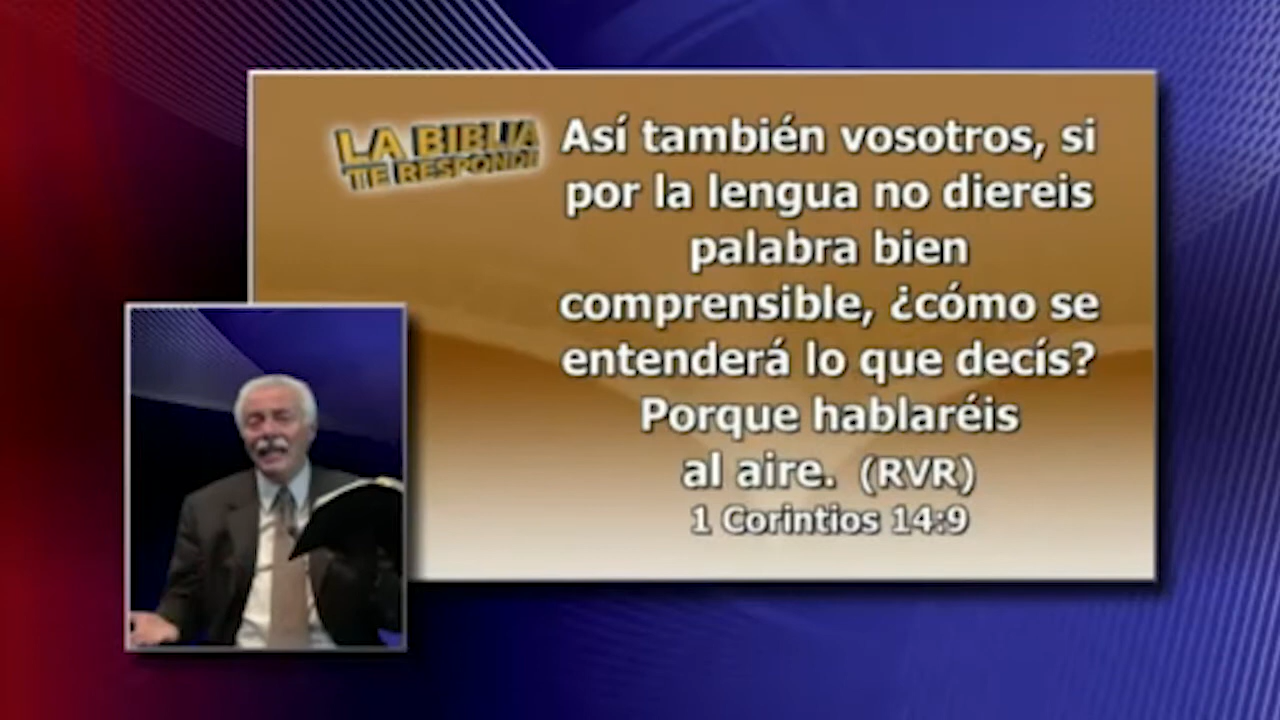 LA BIBLIA
TE RESPONDE
Así también vosotros, si
por la lengua no diereis
palabra bien
comprensible, ¿cómo se
entenderá lo que decís?
Porque hablaréis
al aire. (RVR)
1 Corintios 14:9